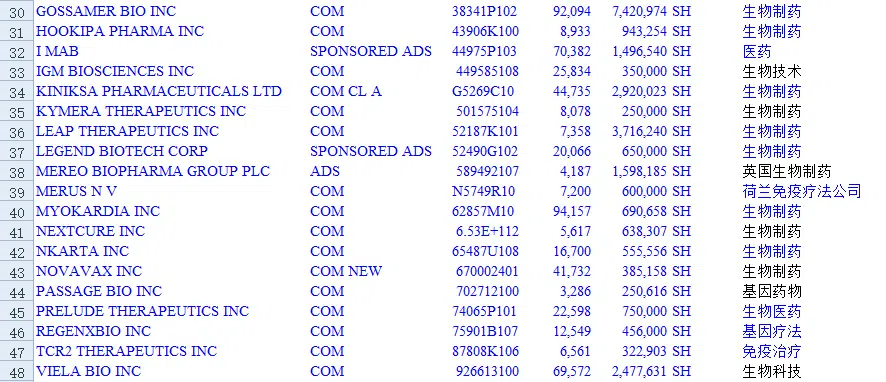 30 GOSSAMER BIO INC COM 38341P102 92,094 7,420,974 SH 生物制药
31 HOOKIPA PHARMA INC COM 43906K100 8,933 943,254 SH 生物制药
32 I MAB SPONSORED ADS 44975P103 70,382 1,496,540 SH 医药
33 IGM BIOSCIENCES INC COM 449585108 25,834 350,000 SH 生物技术
34 KINIKSA PHARMACEUTICALS LTD COM CL A G5269C10 44,735 2,920,023 SH 生物制药
35 KYMERA THERAPEUTICS INC COM 501575104 8,078 250,000 SH 生物制药
36 LEAP THERAPEUTICS INC COM 52187K101 7,358 3,716,240 SH 生物制药
37 LEGEND BIOTECH CORP SPONSORED ADS 52490G102 20,066 650,000 SH 生物制药
38 MEREO BIOPHARMA GROUP PLC ADS 589492107 4,187 1,598,185 SH 英国生物制药
39 MERUS N V COM N5749R10 7,200 600,000 SH 荷兰免疫疗法公司
40 MYOKARDIA INC COM 62857M10 94,157 690,658 SH 生物制药
41 NEXTCURE INC COM 6.53E+112 5,617 638,307 SH 生物制药
42 NKARTA INC COM 65487U108 16,700 555,556 SH 生物制药
43 NOVAVAX INC COM NEW 670002401 41,732 385,158 SH 生物制药
44 PASSAGE BIO INC COM 702712100 3,286 250,616 SH 基因药物
45 PRELUDE THERAPEUTICS INC COM 74065P101 22,598 750,000 SH 生物医药
46 REGENXBIO INC COM 75901B107 12,549 456,000 SH 基因疗法
47 TCR2 THERAPEUTICS INC COM 87808K106 6,561 322,903 SH 免疫治疗
48 VIELA BIO INC COM 926613100 69,572 2,477,631 SH 生物科技